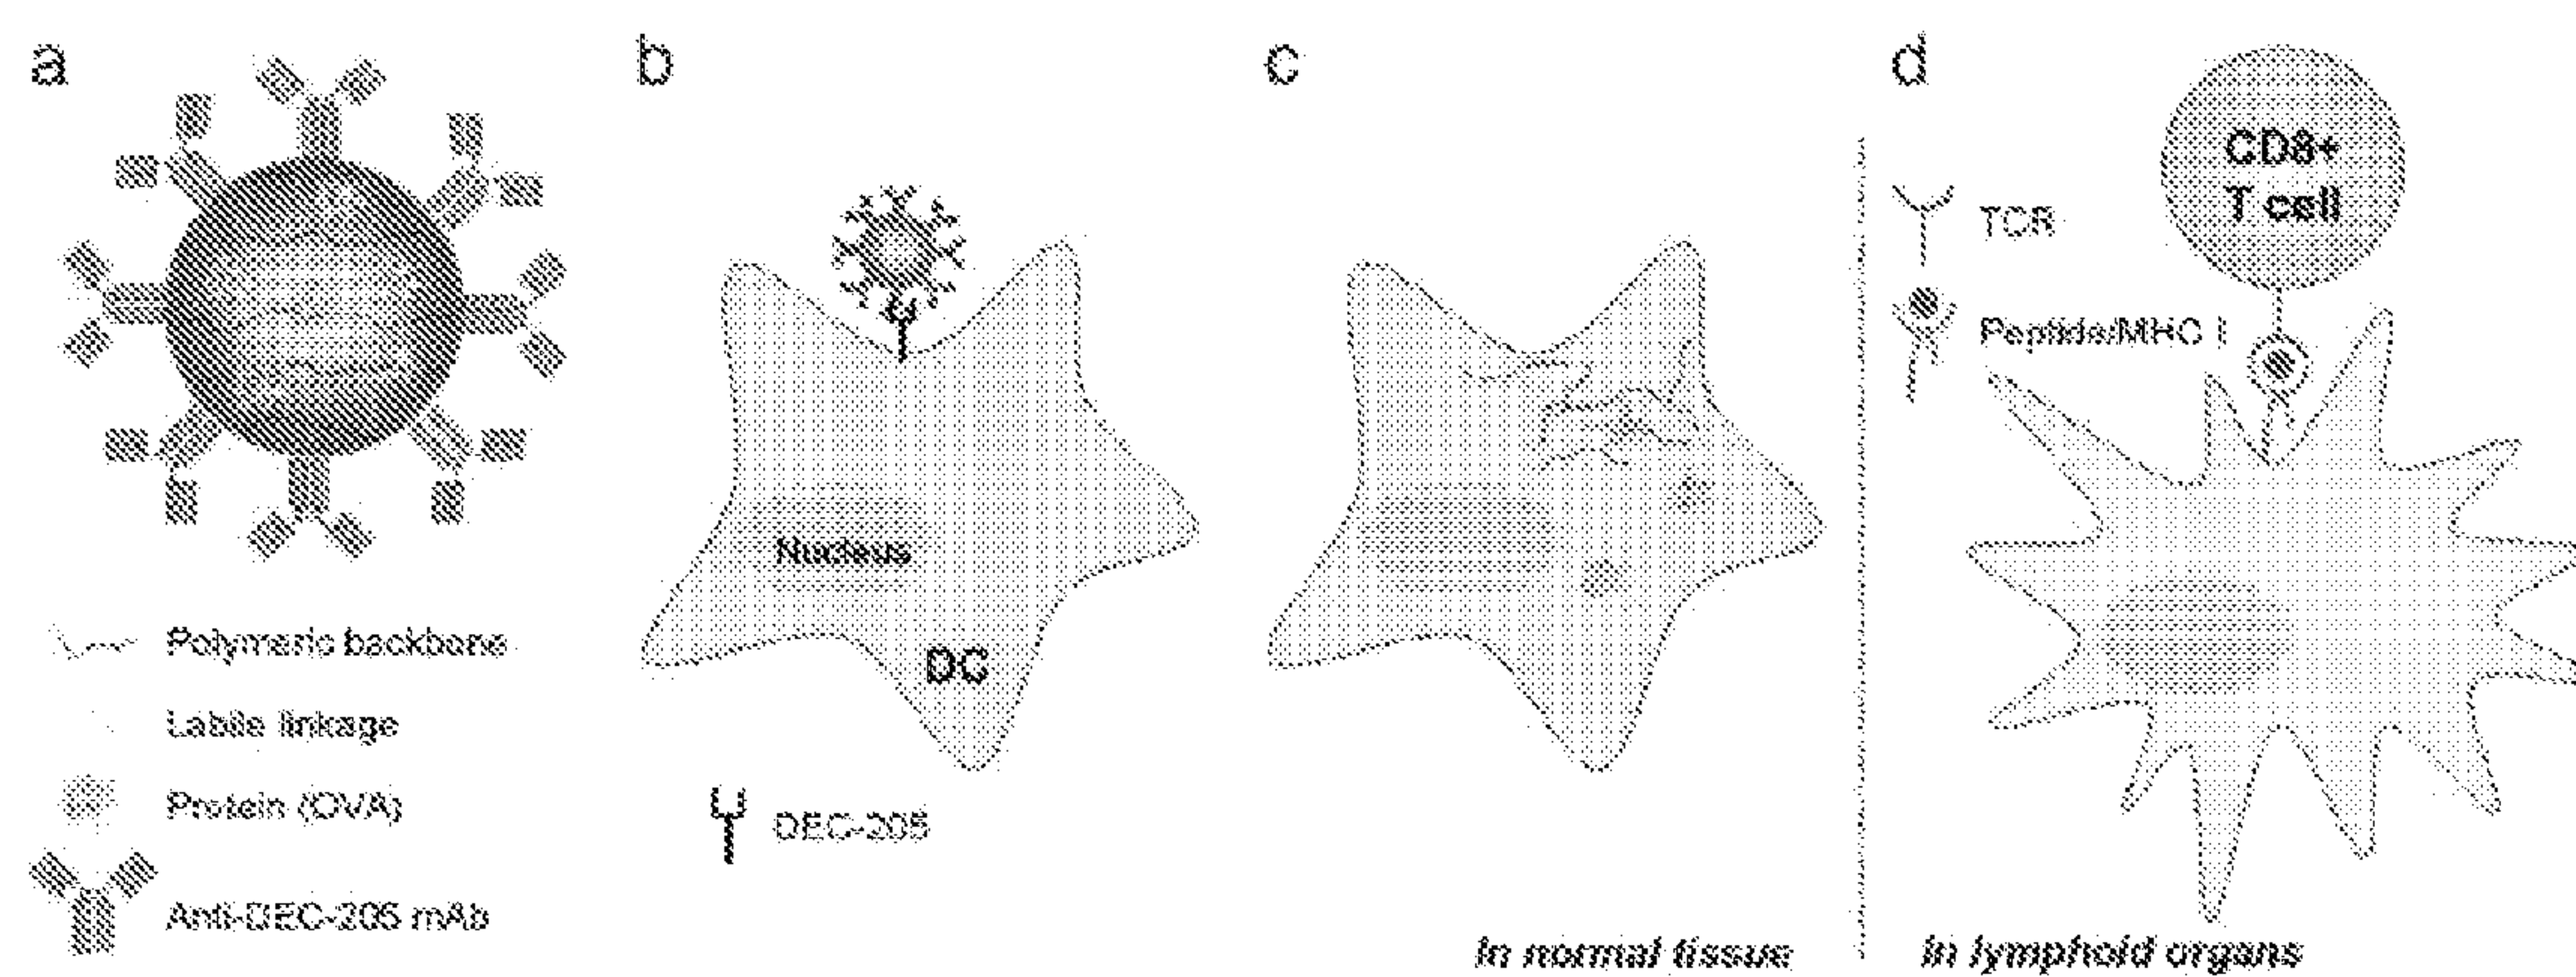 a
b
c
d
CD8+
T cell
TCR
Peptide/MHC I
Nucleus
DC
Polymeric backbone
Labile linkage
Protein (OVA)
DEC-205
Anti-DEC-205 mAb
In normal tissue
In lymphoid organs